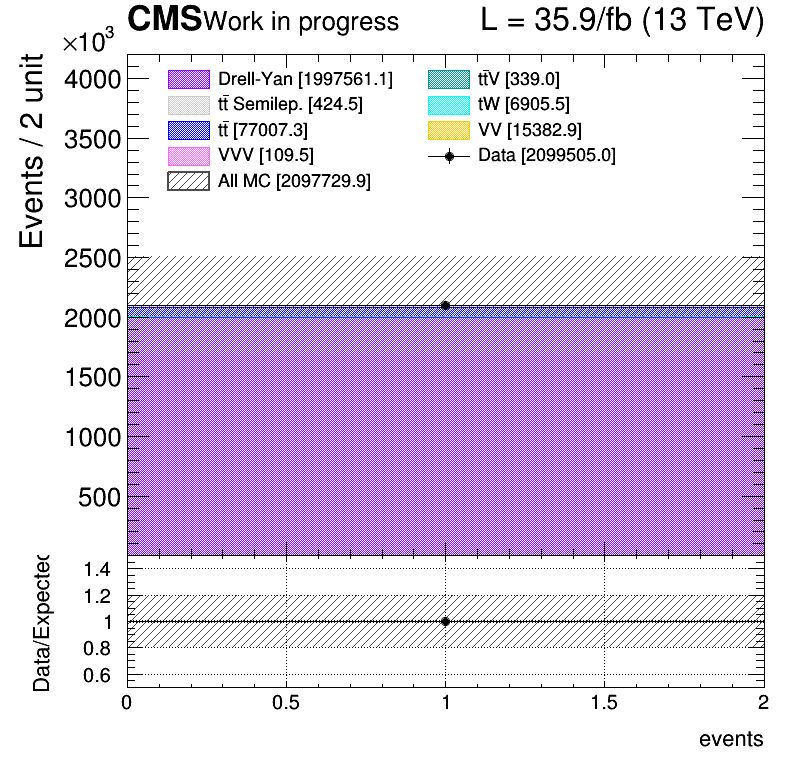 CMS Work in progress L = 35.9/fb (13 TeV)
×10³
Events / 2 unit
4000
3500
3000
2500
2000
1500
1000
500
Drell-Yan [1997561.1]
tt̄ Semilep. [424.5]
tt̄ [77007.3]
VVV [109.5]
All MC [2097729.9]
tt̄V [339.0]
tW [6905.5]
VV [15382.9]
Data [2099505.0]
Data/Expected
1.4
1.2
1
0.8
0.6
0 0.5 1 1.5 2
events